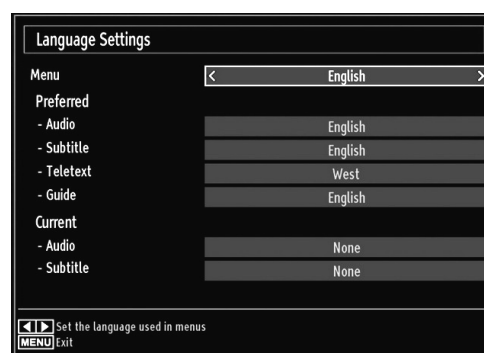 Language Settings
Menu < English >
Preferred
- Audio English
- Subtitle English
- Teletext West
- Guide English
Current
- Audio None
- Subtitle None
◀ ▶ Set the language used in menus
MENU Exit